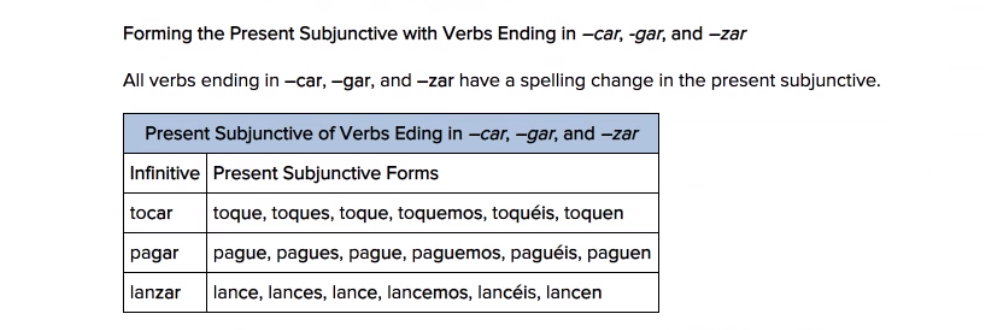 Forming the Present Subjunctive with Verbs Ending in –car, -gar, and –zar
All verbs ending in –car, –gar, and –zar have a spelling change in the present subjunctive.
Present Subjunctive of Verbs Eding in –car, –gar, and –zar
Infinitive Present Subjunctive Forms
tocar toque, toques, toque, toquemos, toquéis, toquen
pagar pague, pagues, pague, paguemos, paguéis, paguen
lanzar lance, lances, lance, lancemos, lancéis, lancen